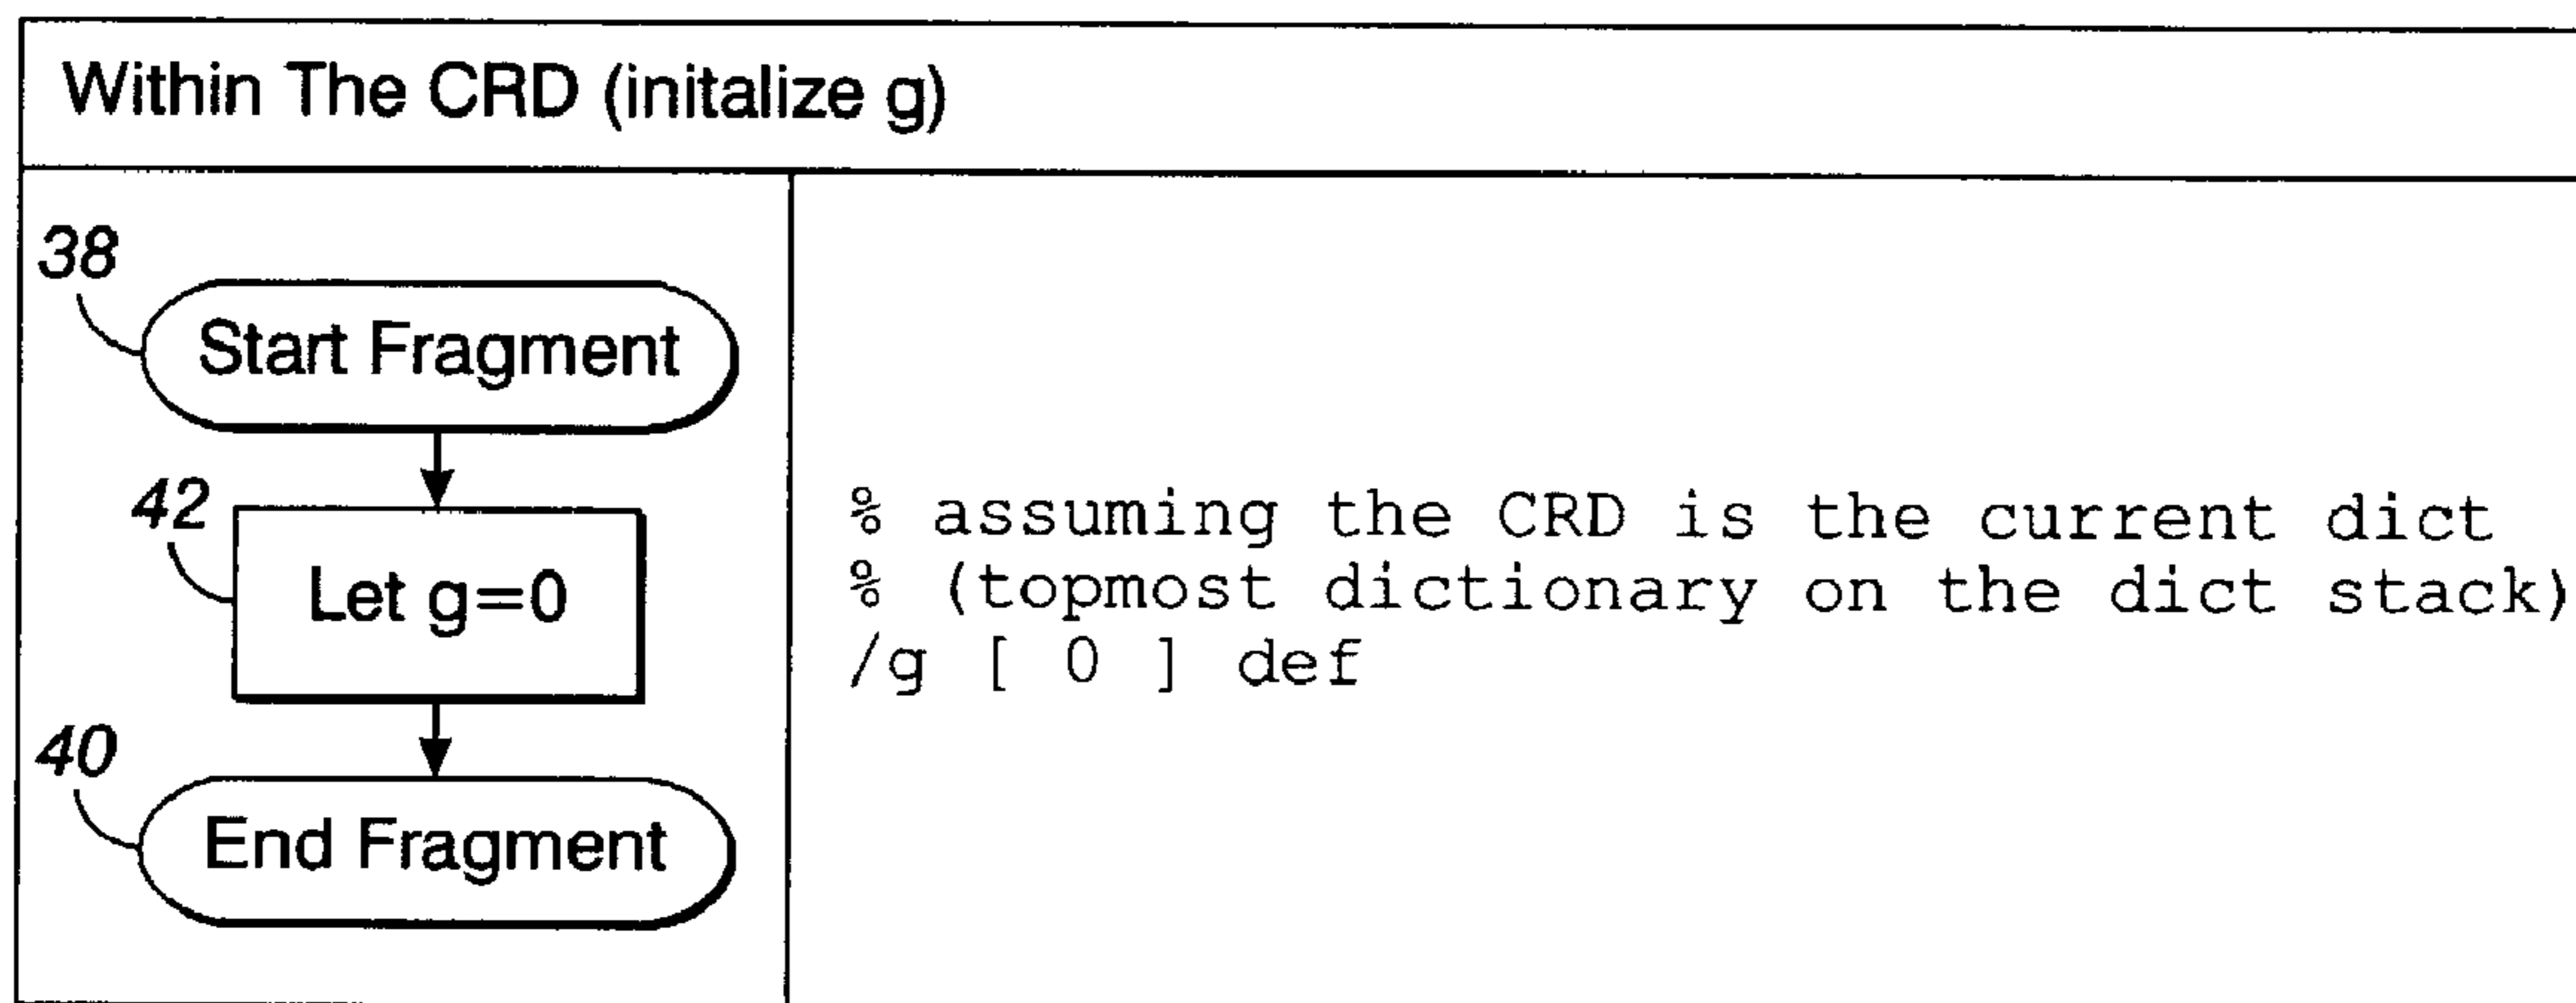 Within The CRD (initalize g)
38
Start Fragment
42
Let g=0
40
End Fragment
% assuming the CRD is the current dict
% (topmost dictionary on the dict stack)
/g [ 0 ] def